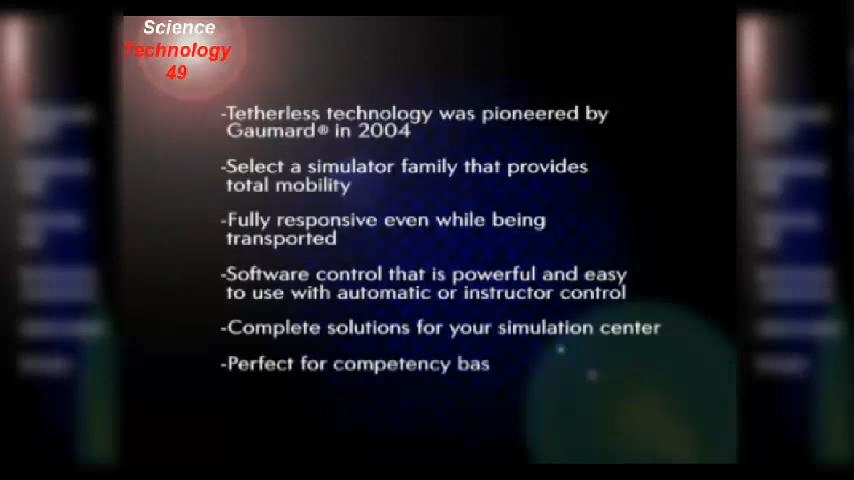 Science
Technology
49
-Tetherless technology was pioneered by
Gaumard® in 2004
-Select a simulator family that provides
total mobility
-Fully responsive even while being
transported
-Software control that is powerful and easy
to use with automatic or instructor control
-Complete solutions for your simulation center
-Perfect for competency bas